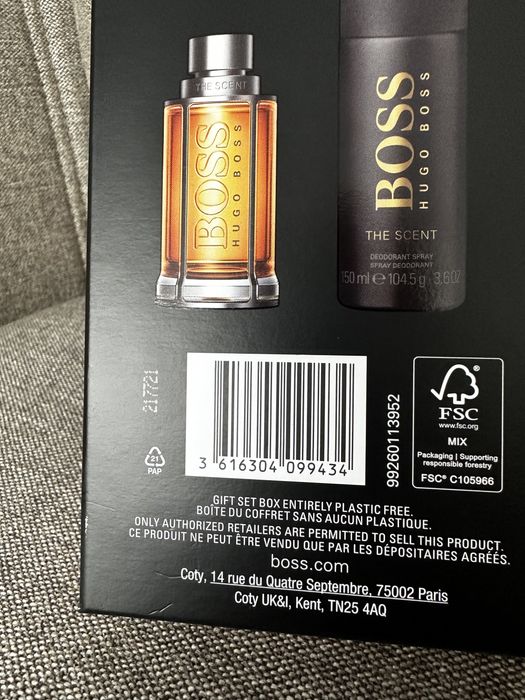 THE SCENT
BOSS
HUGO BOSS
BOSS
HUGO BOSS
THE SCENT
DEODORANT SPRAY
SPRAY DEODORANT
150 ml ℮ 104.5 g · 3.6 OZ
217721
21
PAP
3 616304 099434
99260113952
FSC
www.fsc.org
MIX
Packaging | Supporting
responsible forestry
FSC® C105966
GIFT SET BOX ENTIRELY PLASTIC FREE.
BOÎTE DU COFFRET SANS AUCUN PLASTIQUE.
ONLY AUTHORIZED RETAILERS ARE PERMITTED TO SELL THIS PRODUCT.
CE PRODUIT NE PEUT ÊTRE VENDU QUE PAR LES DÉPOSITAIRES AGRÉÉS.
boss.com
Coty, 14 rue du Quatre Septembre, 75002 Paris
Coty UK&I, Kent, TN25 4AQ